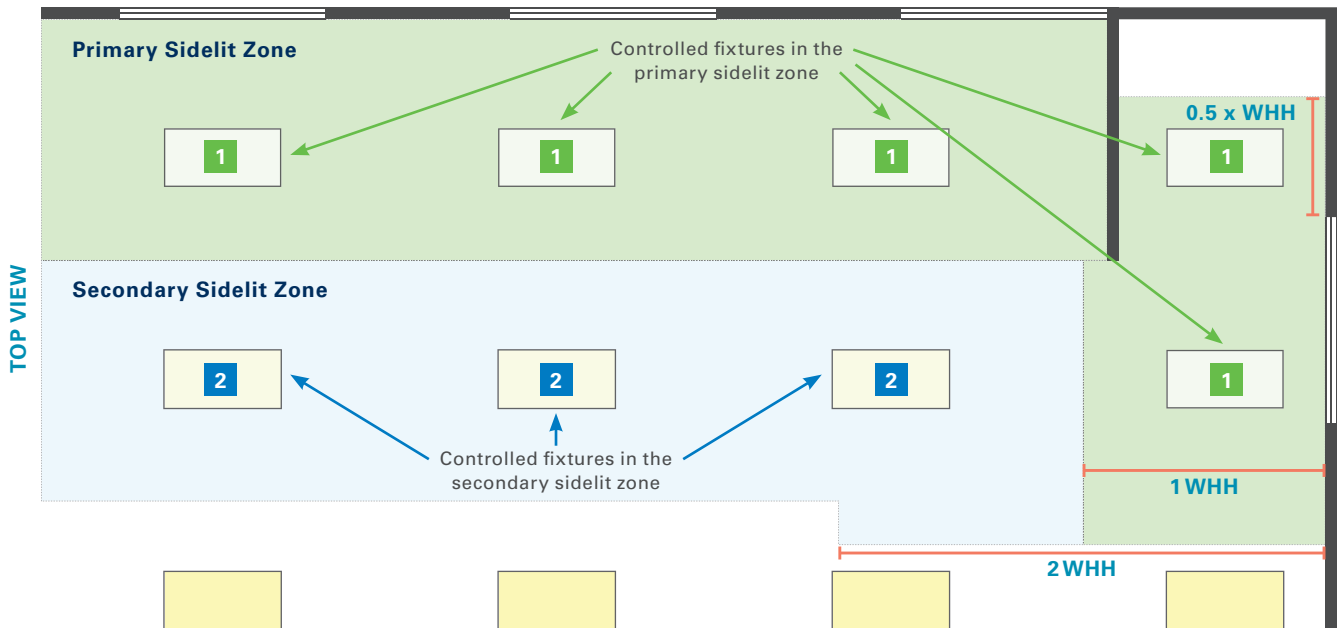 Primary Sidelit Zone
Controlled fixtures in the
primary sidelit zone
0.5 x WHH
1
1
1
1
TOP VIEW
Secondary Sidelit Zone
2
2
2
1
Controlled fixtures in the
secondary sidelit zone
1 WHH
2 WHH